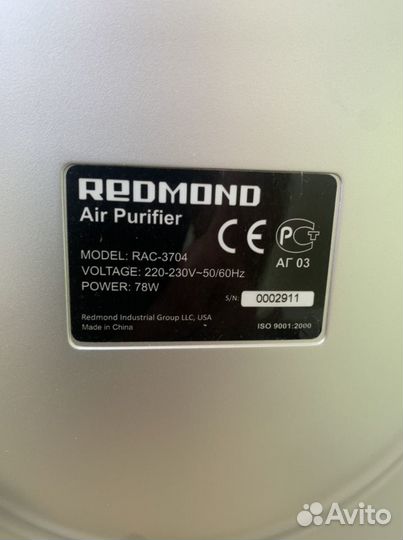 REDMOND
Air Purifier
MODEL: RAC-3704
VOLTAGE: 220-230V~50/60Hz
POWER: 78W
CE
РСТ
АГ 03
S/N: 0002911
Redmond Industrial Group LLC, USA
Made in China
ISO 9001:2000
Avito